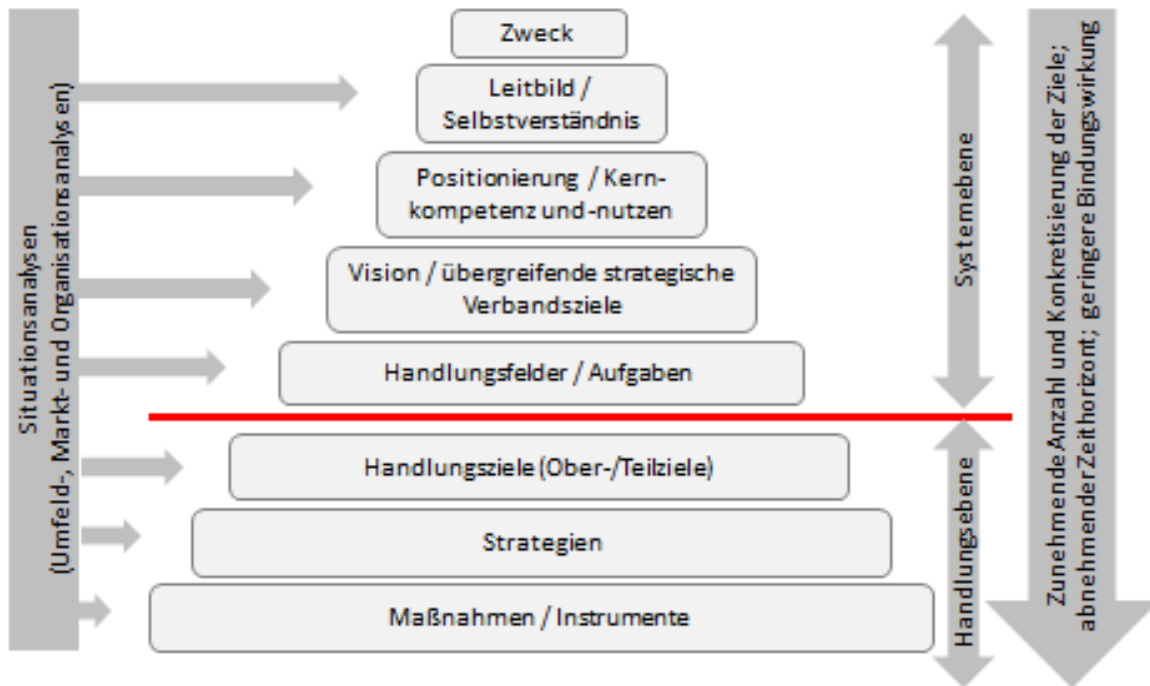 Situationsanalysen
(Umfeld-, Markt- und Organisationsanalysen)
Zweck
Leitbild /
Selbstverständnis
Positionierung / Kern-
kompetenz und -nutzen
Vision / übergreifende strategische
Verbandsziele
Handlungsfelder / Aufgaben
Handlungsziele (Ober-/Teilziele)
Strategien
Maßnahmen / Instrumente
Systemebene
Handlungsebene
Zunehmende Anzahl und Konkretisierung der Ziele;
abnehmender Zeithorizont; geringere Bindungswirkung